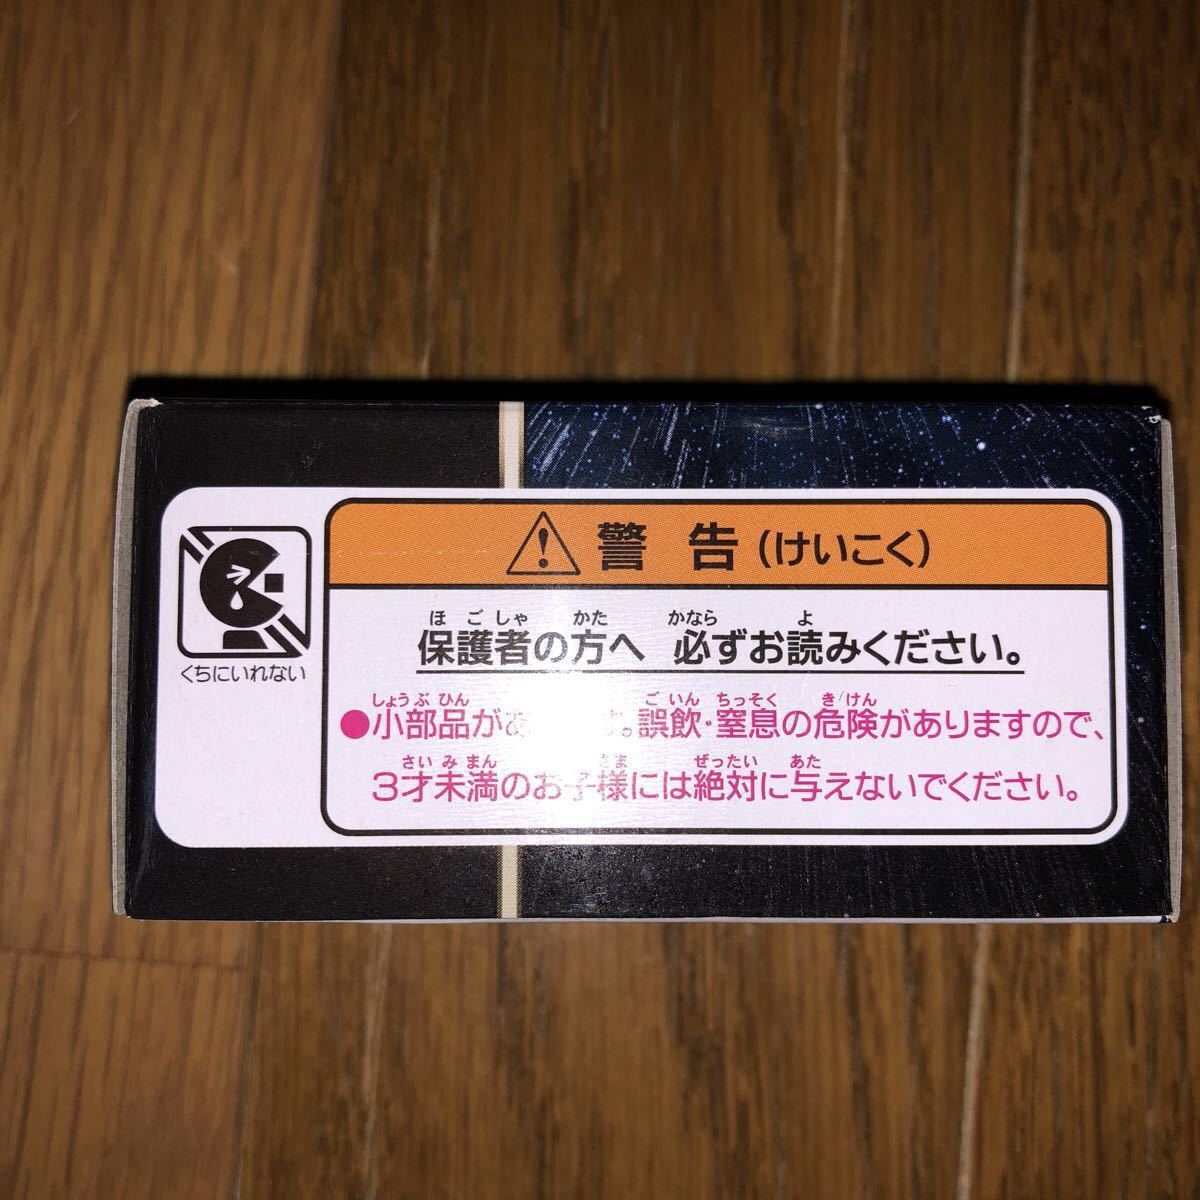 警告(けいこく)
ほごしゃ かた かなら よ
保護者の方へ 必ずお読みください。
くちにいれない
しょうぶひん ごいん ちっそく きけん
●小部品があ す。誤飲・窒息の危険がありますので、
さいみまん さま ぜったい あた
3才未満のお子様には絶対に与えないでください。